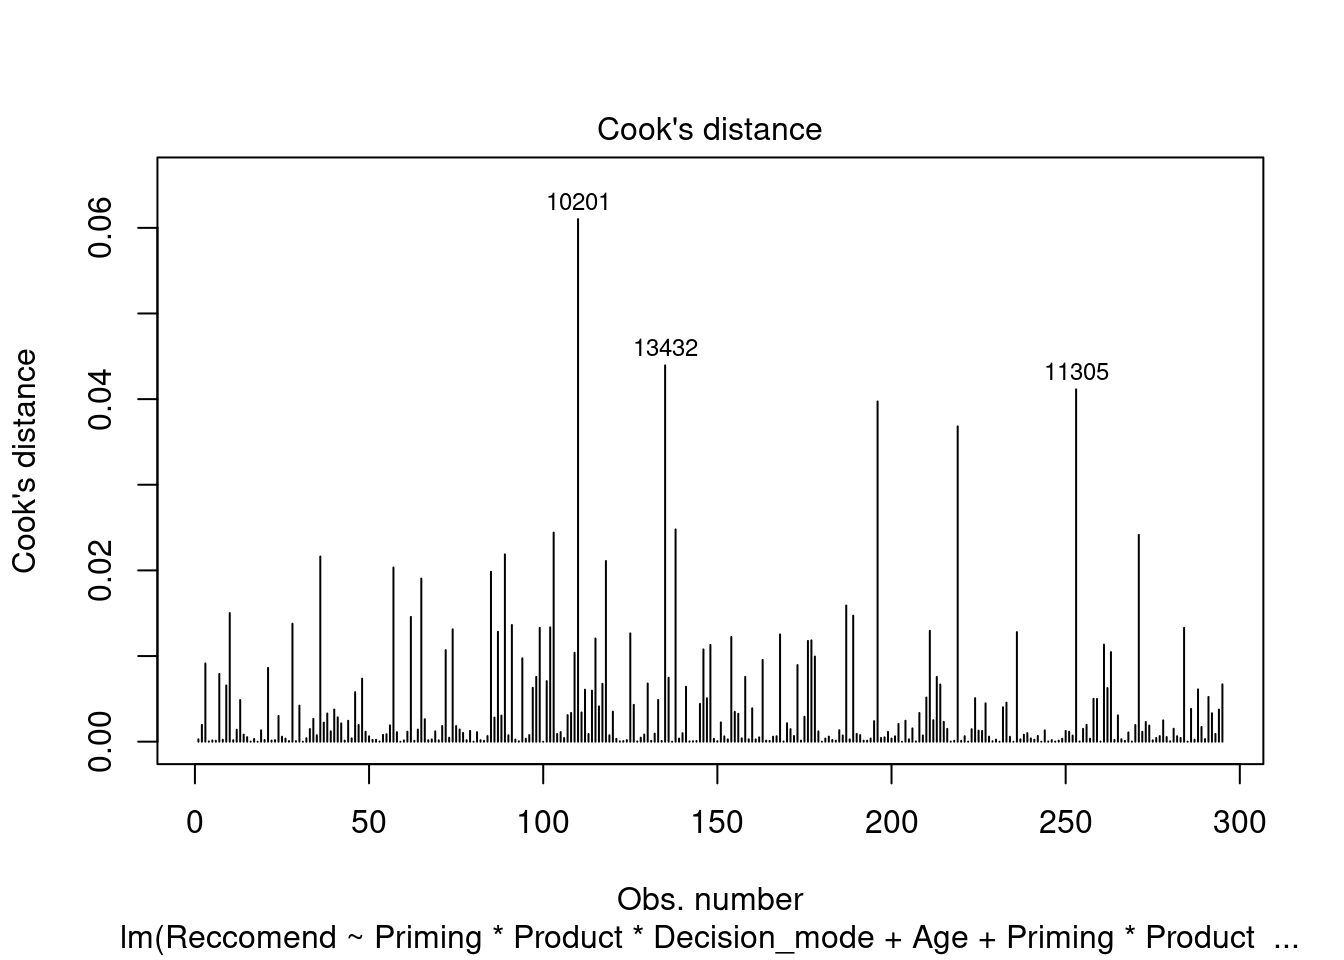 Cook's distance
10201
13432
11305
Cook's distance
0.00
0.02
0.04
0.06
0 50 100 150 200 250 300
Obs. number
lm(Reccomend ~ Priming * Product * Decision_mode + Age + Priming * Product ...